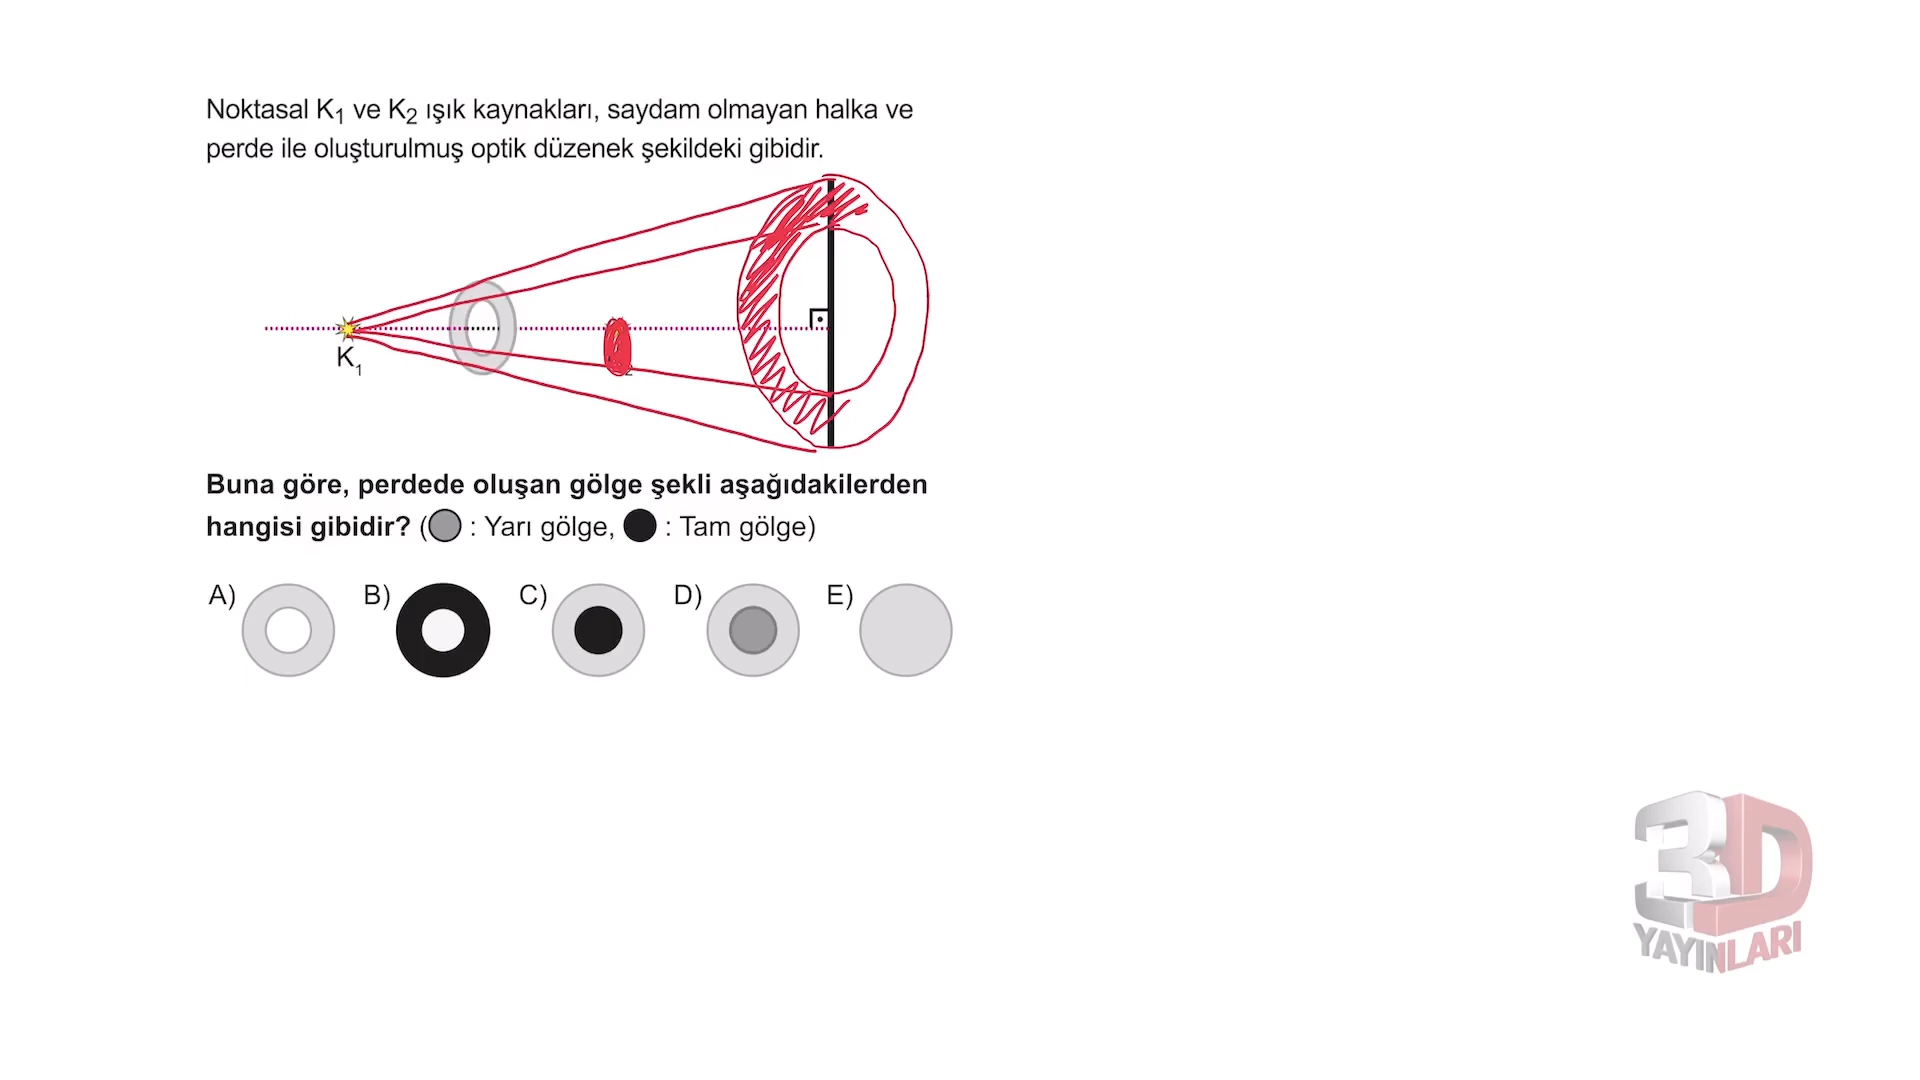 Noktasal K1 ve K2 ışık kaynakları, saydam olmayan halka ve
perde ile oluşturulmuş optik düzenek şekildeki gibidir.
K1
2
Buna göre, perdede oluşan gölge şekli aşağıdakilerden
hangisi gibidir? ( : Yarı gölge, : Tam gölge)
A) B) C) D) E)
3D
YAYINLARI